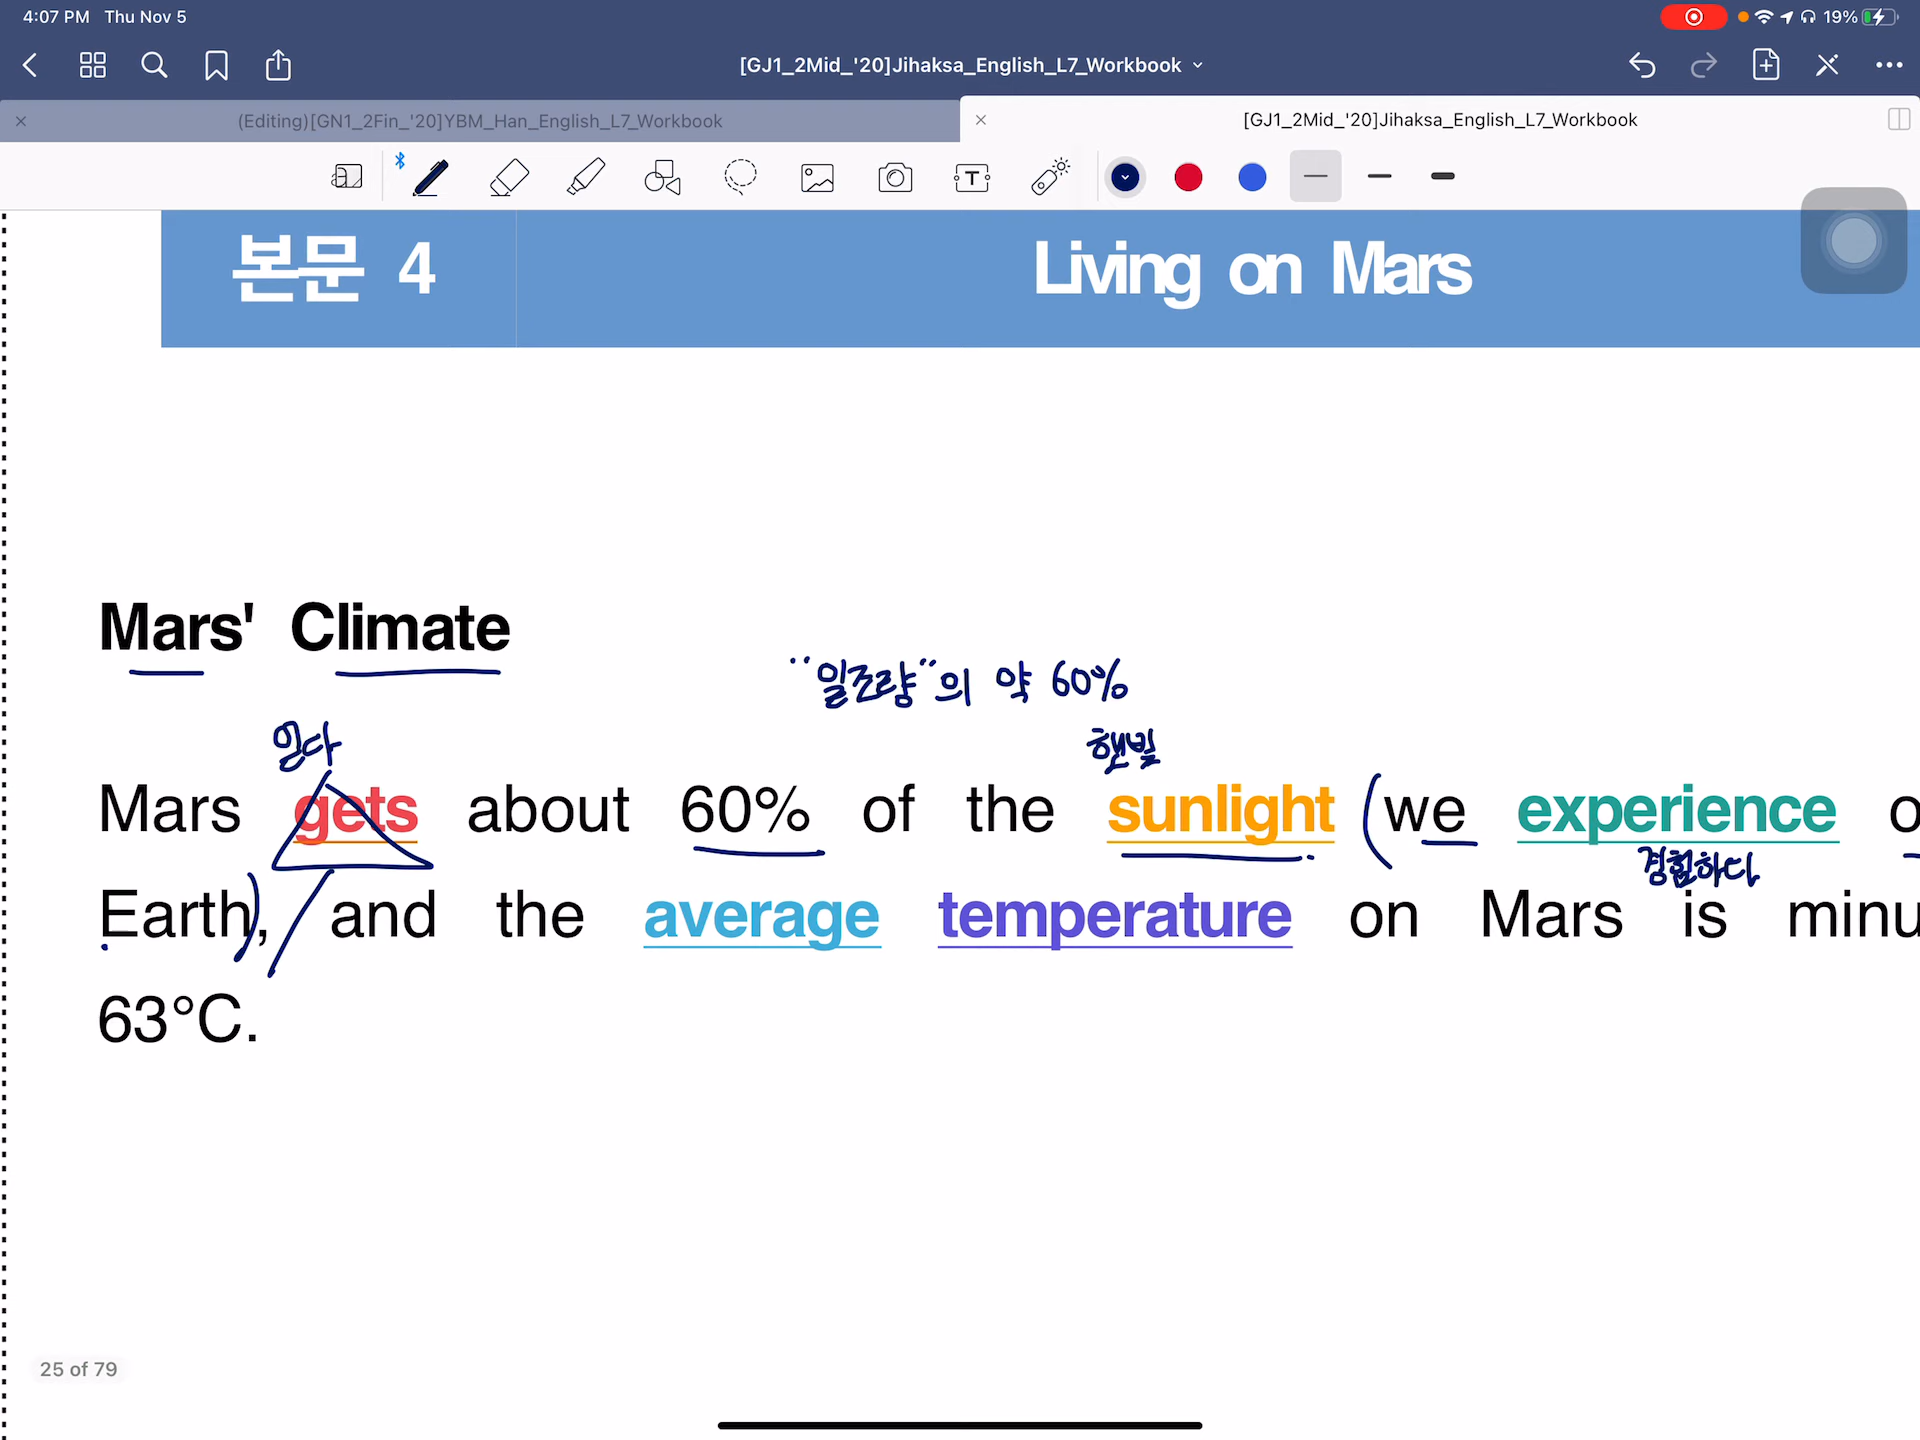 4:07 PM Thu Nov 5
19%
[GJ1_2Mid_'20]Jihaksa_English_L7_Workbook
(Editing)[GN1_2Fin_'20]YBM_Han_English_L7_Workbook
[GJ1_2Mid_'20]Jihaksa_English_L7_Workbook
본문 4 Living on Mars
Mars' Climate
"일조량"의 약 60%
얻다
햇빛
Mars gets about 60% of the sunlight (we experience o
경험하다
Earth), and the average temperature on Mars is minu
63°C.
25 of 79